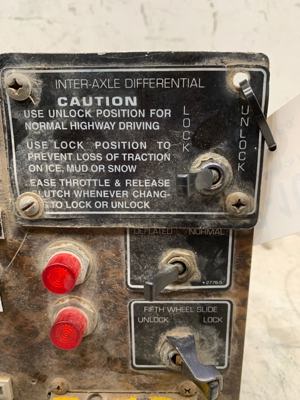 INTER-AXLE DIFFERENTIAL
CAUTION
USE UNLOCK POSITION FOR
NORMAL HIGHWAY DRIVING
USE LOCK POSITION TO
PREVENT LOSS OF TRACTION
ON ICE, MUD OR SNOW
EASE THROTTLE & RELEASE
CLUTCH WHENEVER CHANG-
TO LOCK OR UNLOCK
LOCK
UNLOCK
DEFLATED NORMAL
FIFTH WHEEL SLIDE
UNLOCK LOCK